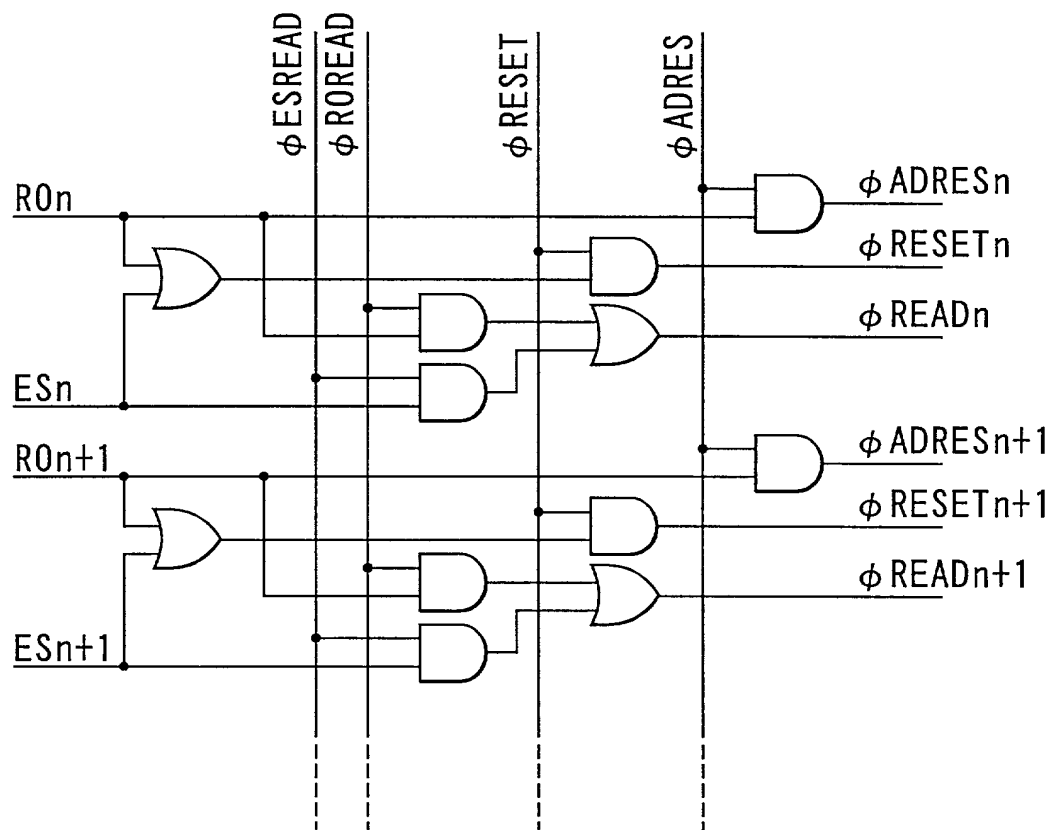 φESREAD
φROREAD
φRESET
φADRES
ROn
φADRESn
φRESETn
φREADn
ESn
ROn+1
φADRESn+1
φRESETn+1
φREADn+1
ESn+1